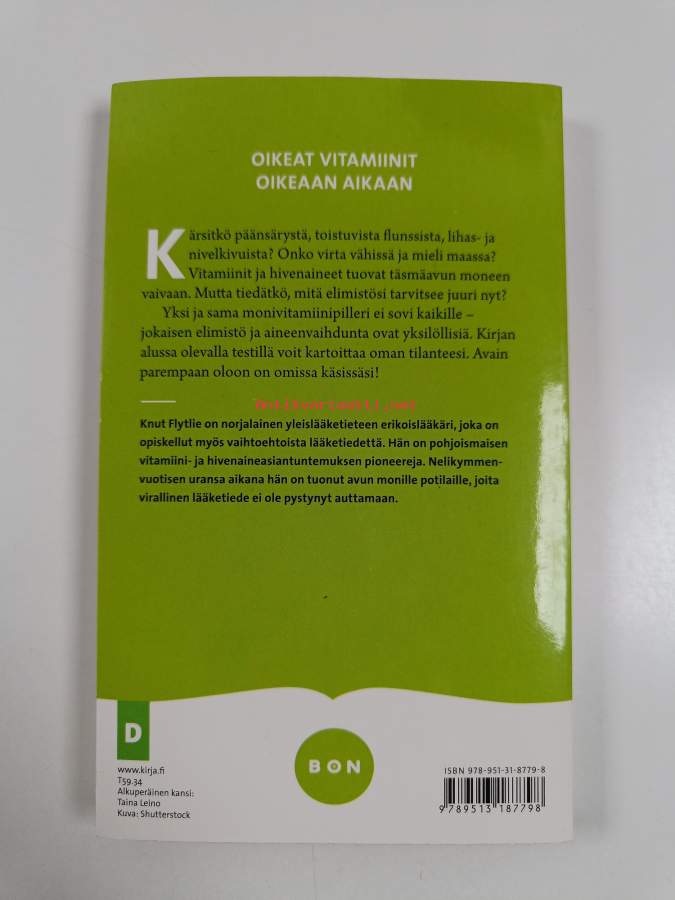 OIKEAT VITAMIINIT
OIKEAAN AIKAAN
Kärsitkö päänsärystä, toistuvista flunssista, lihas- ja
nivelkivuista? Onko virta vähissä ja mieli maassa?
Vitamiinit ja hivenaineet tuovat täsmäavun moneen
vaivaan. Mutta tiedätkö, mitä elimistösi tarvitsee juuri nyt?
Yksi ja sama monivitamiinipilleri ei sovi kaikille –
jokaisen elimistö ja aineenvaihdunta ovat yksilöllisiä. Kirjan
alussa olevalla testillä voit kartoittaa oman tilanteesi. Avain
parempaan oloon on omissa käsissäsi!
Antikvariaatti.net
Knut Flytlie on norjalainen yleislääketieteen erikoislääkäri, joka on
opiskellut myös vaihtoehtoista lääketiedettä. Hän on pohjoismaisen
vitamiini- ja hivenaineasiantuntemuksen pioneereja. Nelikymmen-
vuotisen uransa aikana hän on tuonut avun monille potilaille, joita
virallinen lääketiede ei ole pystynyt auttamaan.
D
www.kirja.fi
T59.34
Alkuperäinen kansi:
Taina Leino
Kuva: Shutterstock
BON
ISBN 978-951-31-8779-8
9 789513 187798